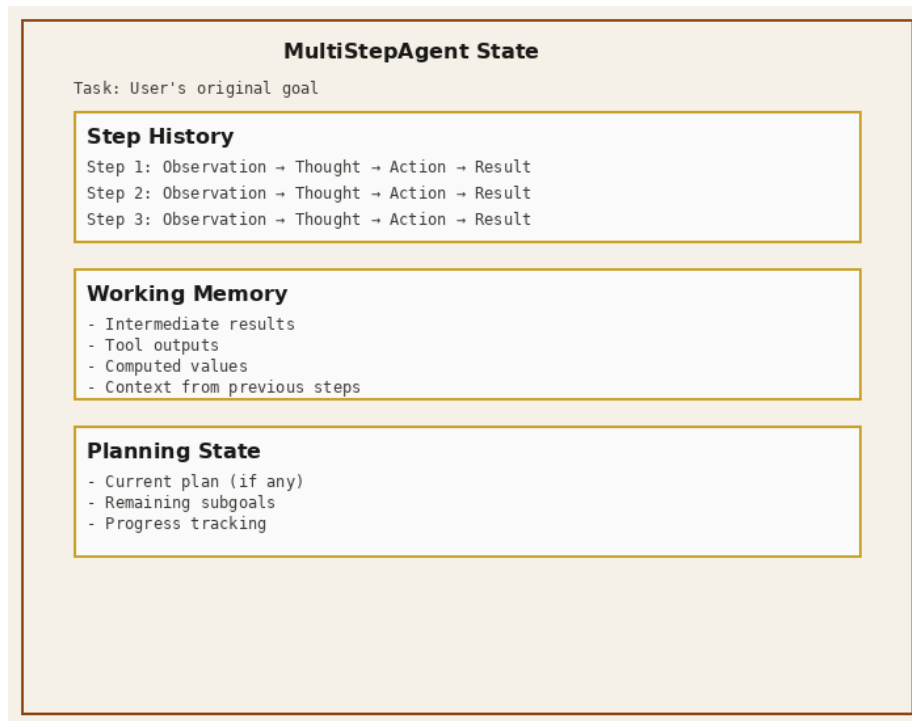 MultiStepAgent State
Task: User's original goal
Step History
Step 1: Observation → Thought → Action → Result
Step 2: Observation → Thought → Action → Result
Step 3: Observation → Thought → Action → Result
Working Memory
- Intermediate results
- Tool outputs
- Computed values
- Context from previous steps
Planning State
- Current plan (if any)
- Remaining subgoals
- Progress tracking